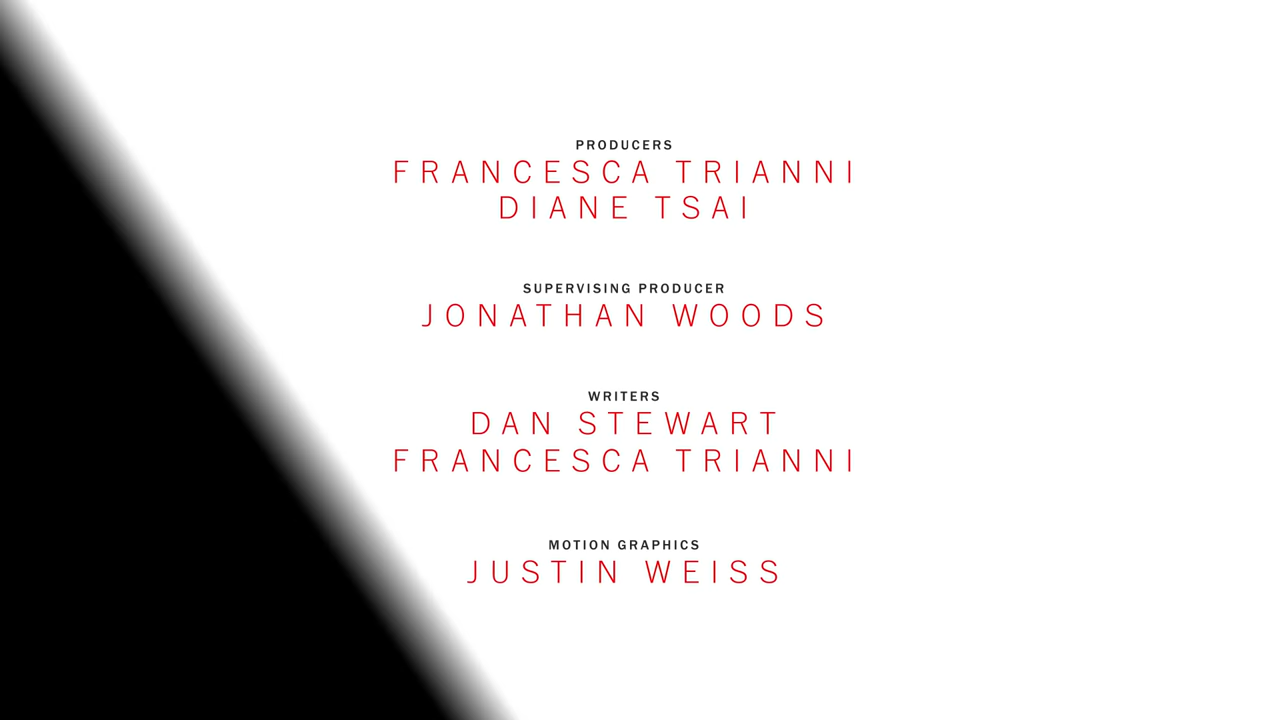 PRODUCERS
FRANCESCA TRIANNI
DIANE TSAI
SUPERVISING PRODUCER
JONATHAN WOODS
WRITERS
DAN STEWART
FRANCESCA TRIANNI
MOTION GRAPHICS
JUSTIN WEISS